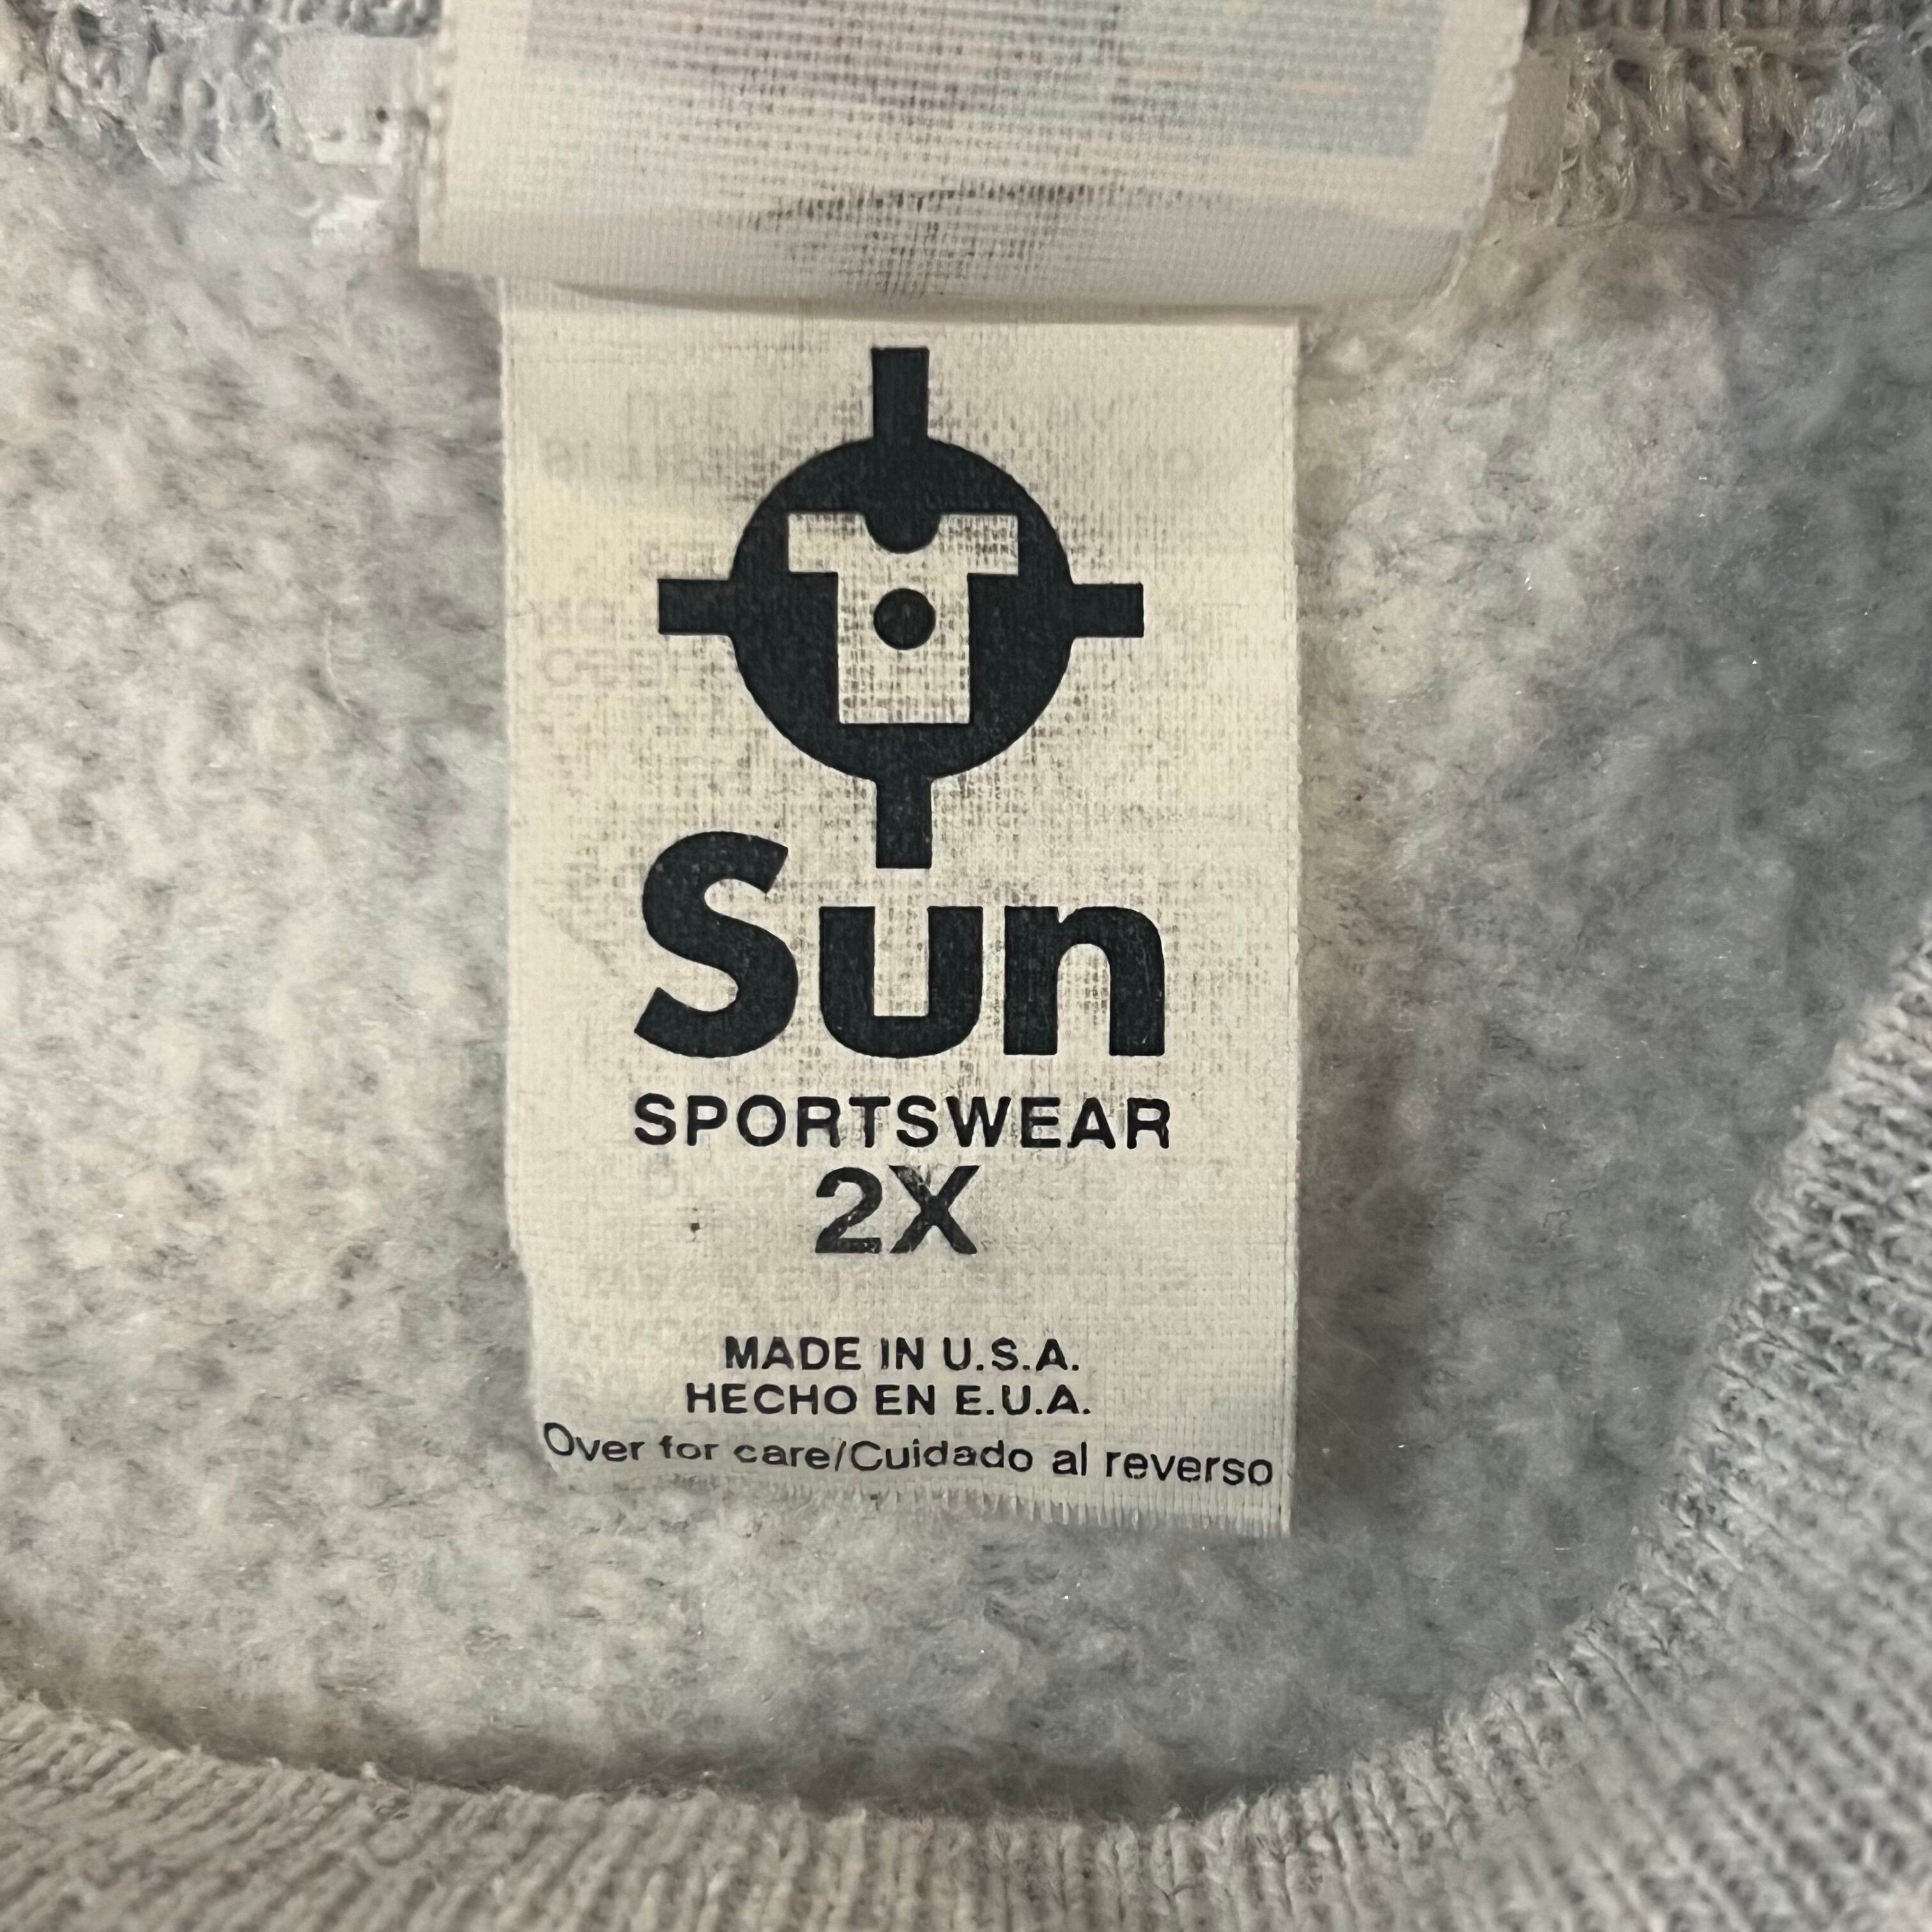 Sun
SPORTSWEAR
2X
MADE IN U.S.A.
HECHO EN E.U.A.
Over for care/Cuidado al reverso